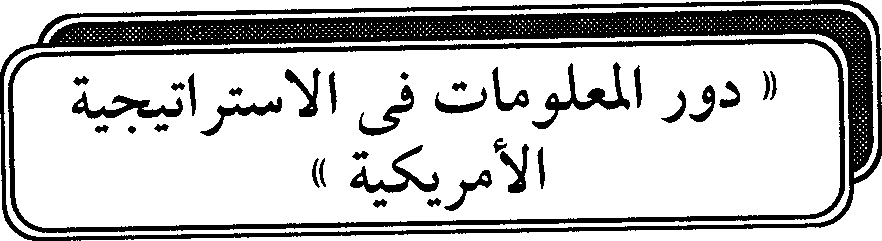 « دور المعلومات فى الاستراتيجية
الأمريكية »